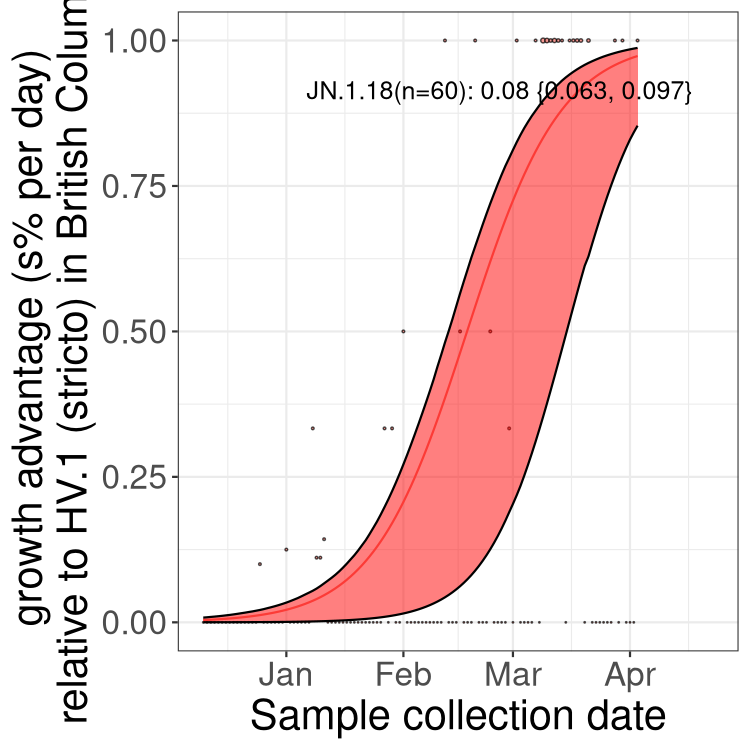 growth advantage (s% per day)
relative to HV.1 (stricto) in British Colum
1.00
0.75
0.50
0.25
0.00
JN.1.18(n=60): 0.08 {0.063, 0.097}
Jan Feb Mar Apr
Sample collection date